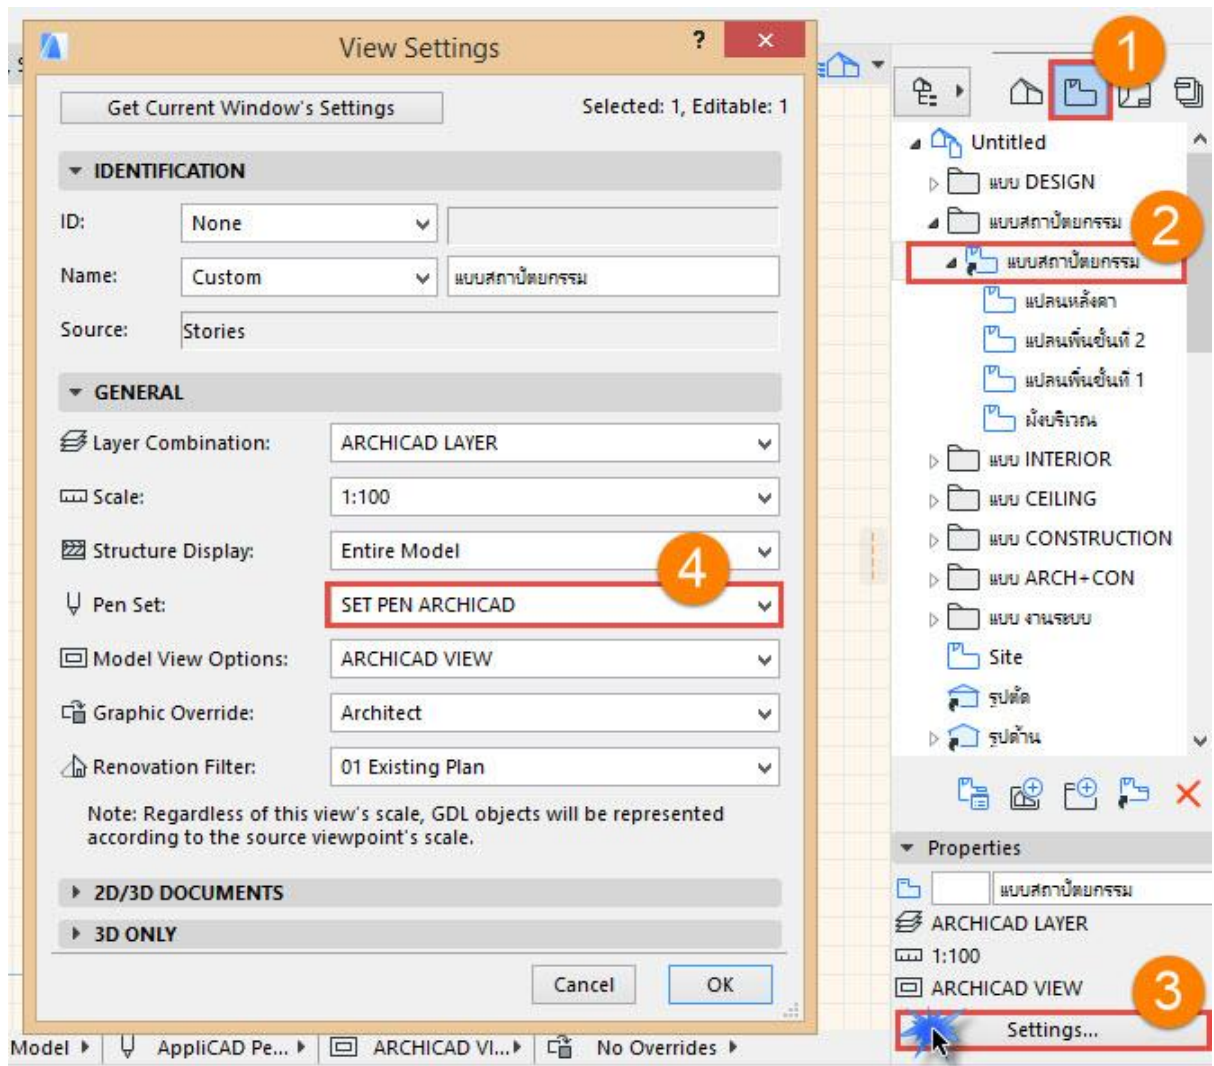 View Settings
?
×
Get Current Window's Settings
Selected: 1, Editable: 1
IDENTIFICATION
ID:
None
Name:
Custom
แบบสถาปัตยกรรม
Source:
Stories
GENERAL
Layer Combination:
ARCHICAD LAYER
Scale:
1:100
Structure Display:
Entire Model
4
Pen Set:
SET PEN ARCHICAD
Model View Options:
ARCHICAD VIEW
Graphic Override:
Architect
Renovation Filter:
01 Existing Plan
Note: Regardless of this view's scale, GDL objects will be represented
according to the source viewpoint's scale.
2D/3D DOCUMENTS
3D ONLY
Cancel
OK
Model
AppliCAD Pe...
ARCHICAD VI...
No Overrides
1
Untitled
แบบ DESIGN
แบบสถาปัตยกรรม
2
แบบสถาปัตยกรรม
แปลนหลังคา
แปลนพื้นชั้นที่ 2
แปลนพื้นชั้นที่ 1
ผังบริเวณ
แบบ INTERIOR
แบบ CEILING
แบบ CONSTRUCTION
แบบ ARCH+CON
แบบ งานระบบ
Site
รูปตัด
รูปด้าน
Properties
แบบสถาปัตยกรรม
ARCHICAD LAYER
1:100
ARCHICAD VIEW
3
Settings...